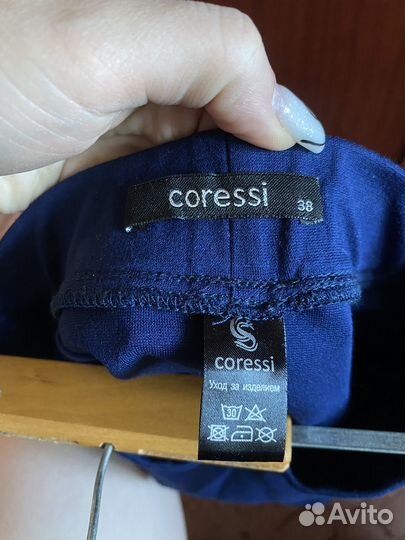 coressi
38
coressi
Уход за изделием
30
Avito